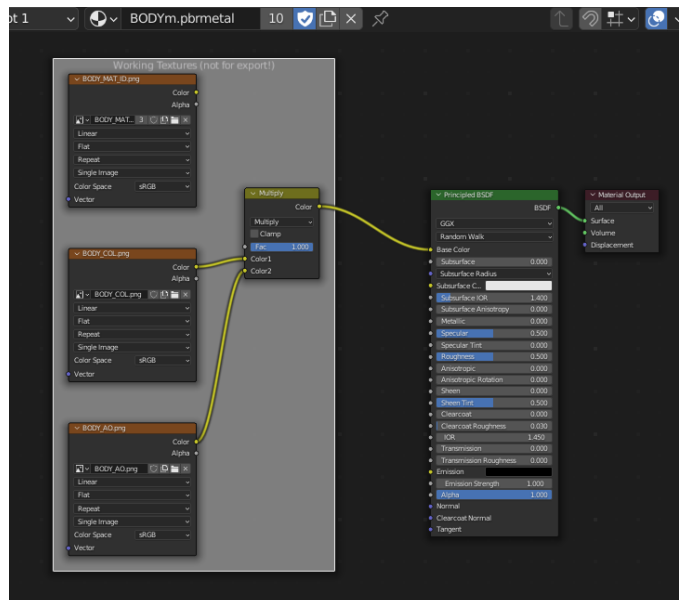 ot 1
BODYm.pbrmetal
10
Working Textures (not for export!)
BODY_MAT_ID.png
Color
Alpha
BODY_MAT... 3
Linear
Flat
Repeat
Single Image
Color Space sRGB
Vector
BODY_COL.png
Color
Alpha
BODY_COL.png
Linear
Flat
Repeat
Single Image
Color Space sRGB
Vector
BODY_AO.png
Color
Alpha
BODY_AO.png
Linear
Flat
Repeat
Single Image
Color Space sRGB
Vector
Multiply
Color
Multiply
Clamp
Fac 1.000
Color1
Color2
Principled BSDF
BSDF
GGX
Random Walk
Base Color
Subsurface 0.000
Subsurface Radius
Subsurface C...
Subsurface IOR 1.400
Subsurface Anisotropy 0.000
Metallic 0.000
Specular 0.500
Specular Tint 0.000
Roughness 0.500
Anisotropic 0.000
Anisotropic Rotation 0.000
Sheen 0.000
Sheen Tint 0.500
Clearcoat 0.000
Clearcoat Roughness 0.030
IOR 1.450
Transmission 0.000
Transmission Roughness 0.000
Emission
Emission Strength 1.000
Alpha 1.000
Normal
Clearcoat Normal
Tangent
Material Output
All
Surface
Volume
Displacement